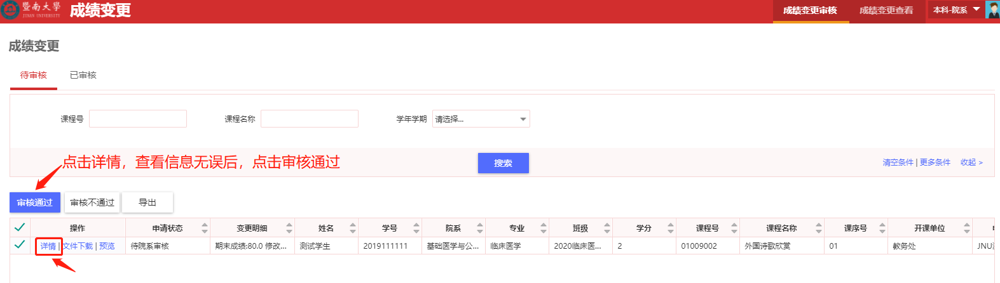 暨南大學
JINAN UNIVERSITY
成绩变更
成绩变更审核
成绩变更查看
本科-院系
成绩变更
待审核
已审核
课程号
课程名称
学年学期
请选择...
点击详情，查看信息无误后，点击审核通过
搜索
清空条件 | 更多条件
收起 >
审核通过
审核不通过
导出
操作 申请状态 变更明细 姓名 学号 院系 专业 班级 学分 课程号 课程名称 课序号 开课单位
详情 | 文件下载 | 预览 待院系审核 期末成绩:80.0 修改... 测试学生 2019111111 基础医学与公... 临床医学 2020临床医... 2 01009002 外国诗歌欣赏 01 教务处